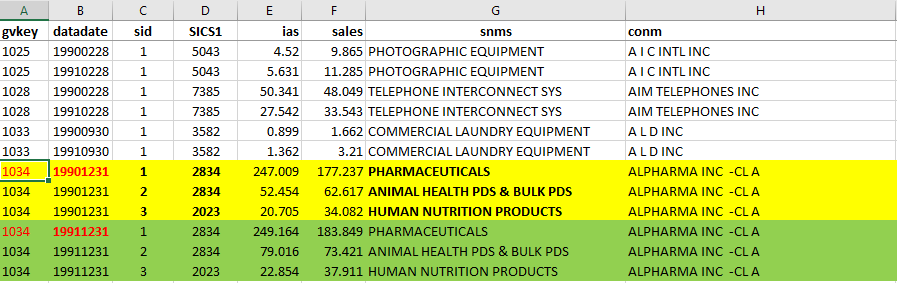 A B C D E F G H
gvkey datadate sid SICS1 ias sales snms conm
1025 19900228 1 5043 4.52 9.865 PHOTOGRAPHIC EQUIPMENT A I C INTL INC
1025 19910228 1 5043 5.631 11.285 PHOTOGRAPHIC EQUIPMENT A I C INTL INC
1028 19900228 1 7385 50.341 48.049 TELEPHONE INTERCONNECT SYS AIM TELEPHONES INC
1028 19910228 1 7385 27.542 33.543 TELEPHONE INTERCONNECT SYS AIM TELEPHONES INC
1033 19900930 1 3582 0.899 1.662 COMMERCIAL LAUNDRY EQUIPMENT A L D INC
1033 19910930 1 3582 1.362 3.21 COMMERCIAL LAUNDRY EQUIPMENT A L D INC
1034 19901231 1 2834 247.009 177.237 PHARMACEUTICALS ALPHARMA INC -CL A
1034 19901231 2 2834 52.454 62.617 ANIMAL HEALTH PDS & BULK PDS ALPHARMA INC -CL A
1034 19901231 3 2023 20.705 34.082 HUMAN NUTRITION PRODUCTS ALPHARMA INC -CL A
1034 19911231 1 2834 249.164 183.849 PHARMACEUTICALS ALPHARMA INC -CL A
1034 19911231 2 2834 79.016 73.421 ANIMAL HEALTH PDS & BULK PDS ALPHARMA INC -CL A
1034 19911231 3 2023 22.854 37.911 HUMAN NUTRITION PRODUCTS ALPHARMA INC -CL A